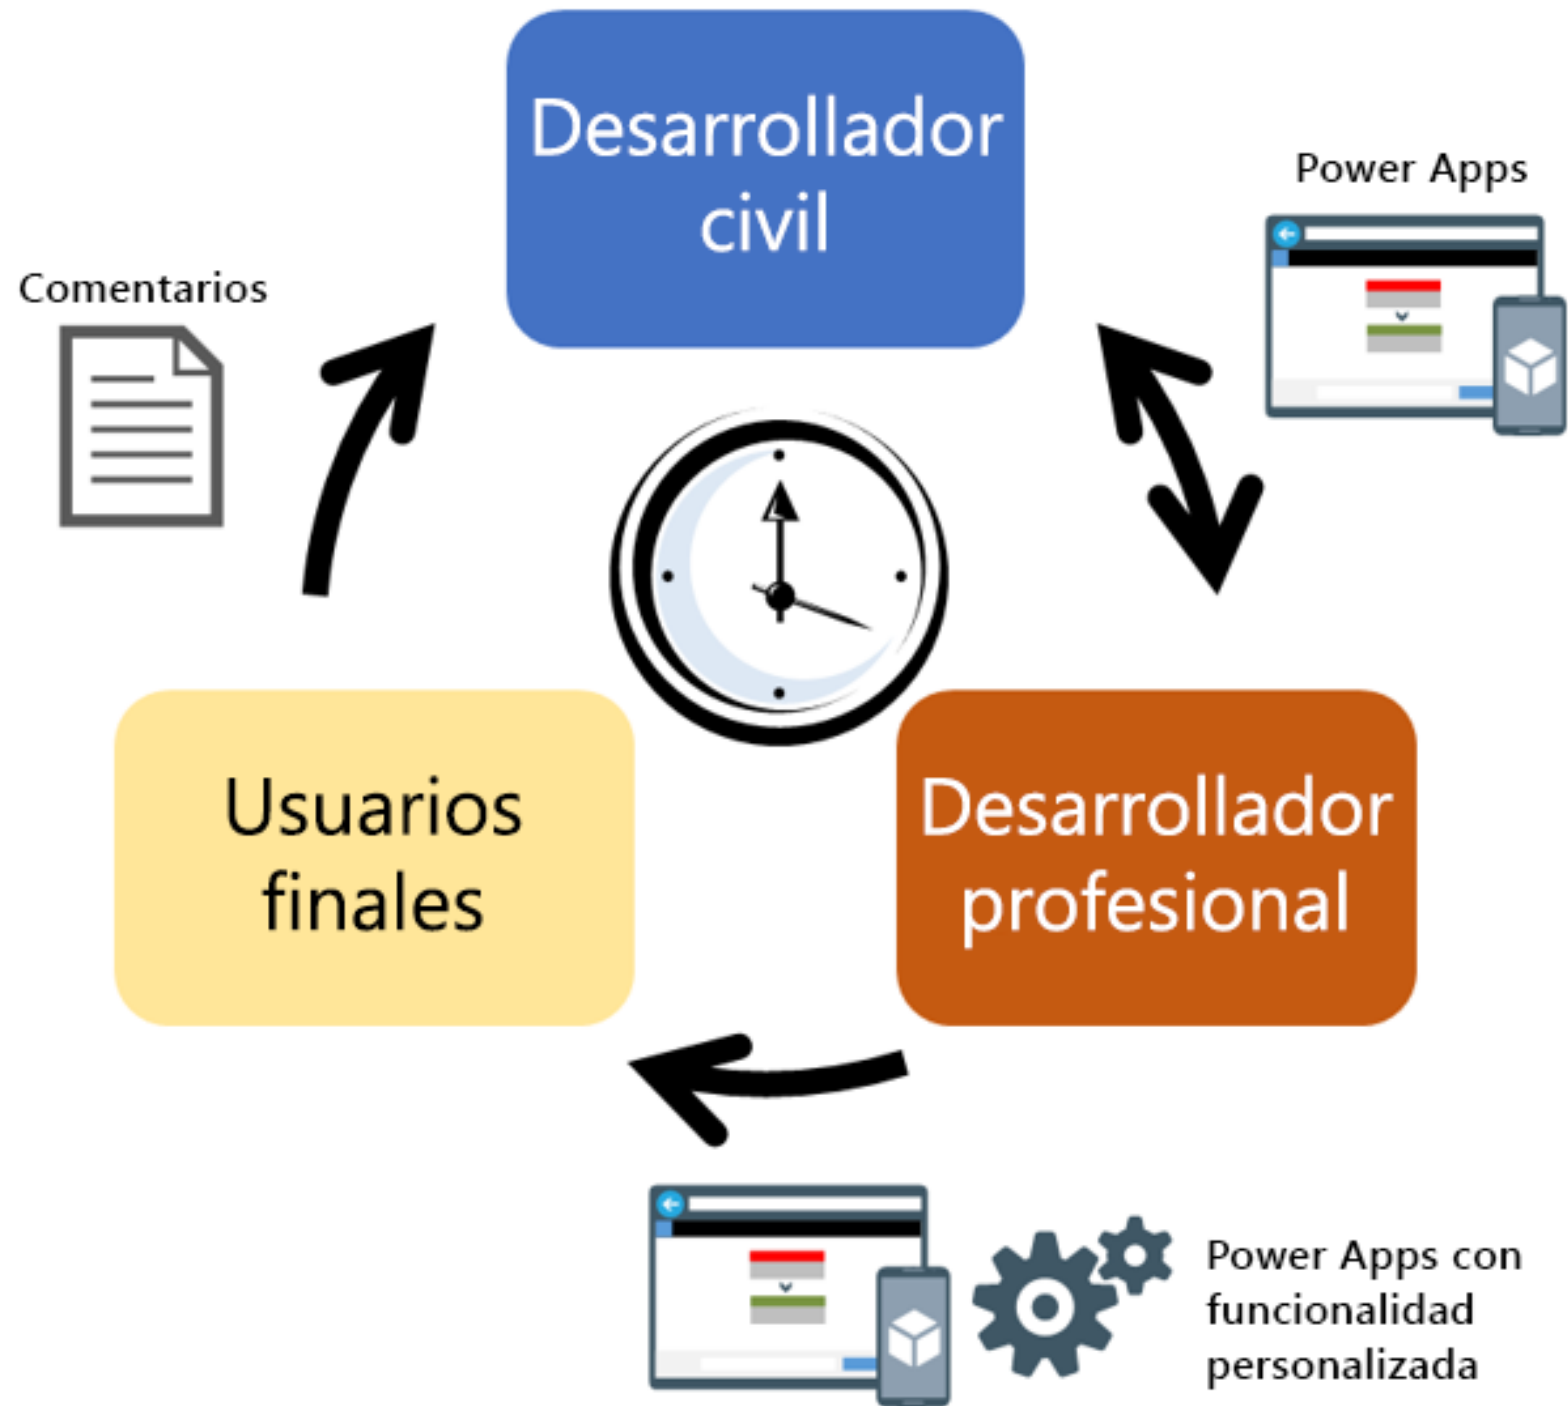 Desarrollador
civil
Power Apps
Comentarios
Usuarios
finales
Desarrollador
profesional
Power Apps con
funcionalidad
personalizada